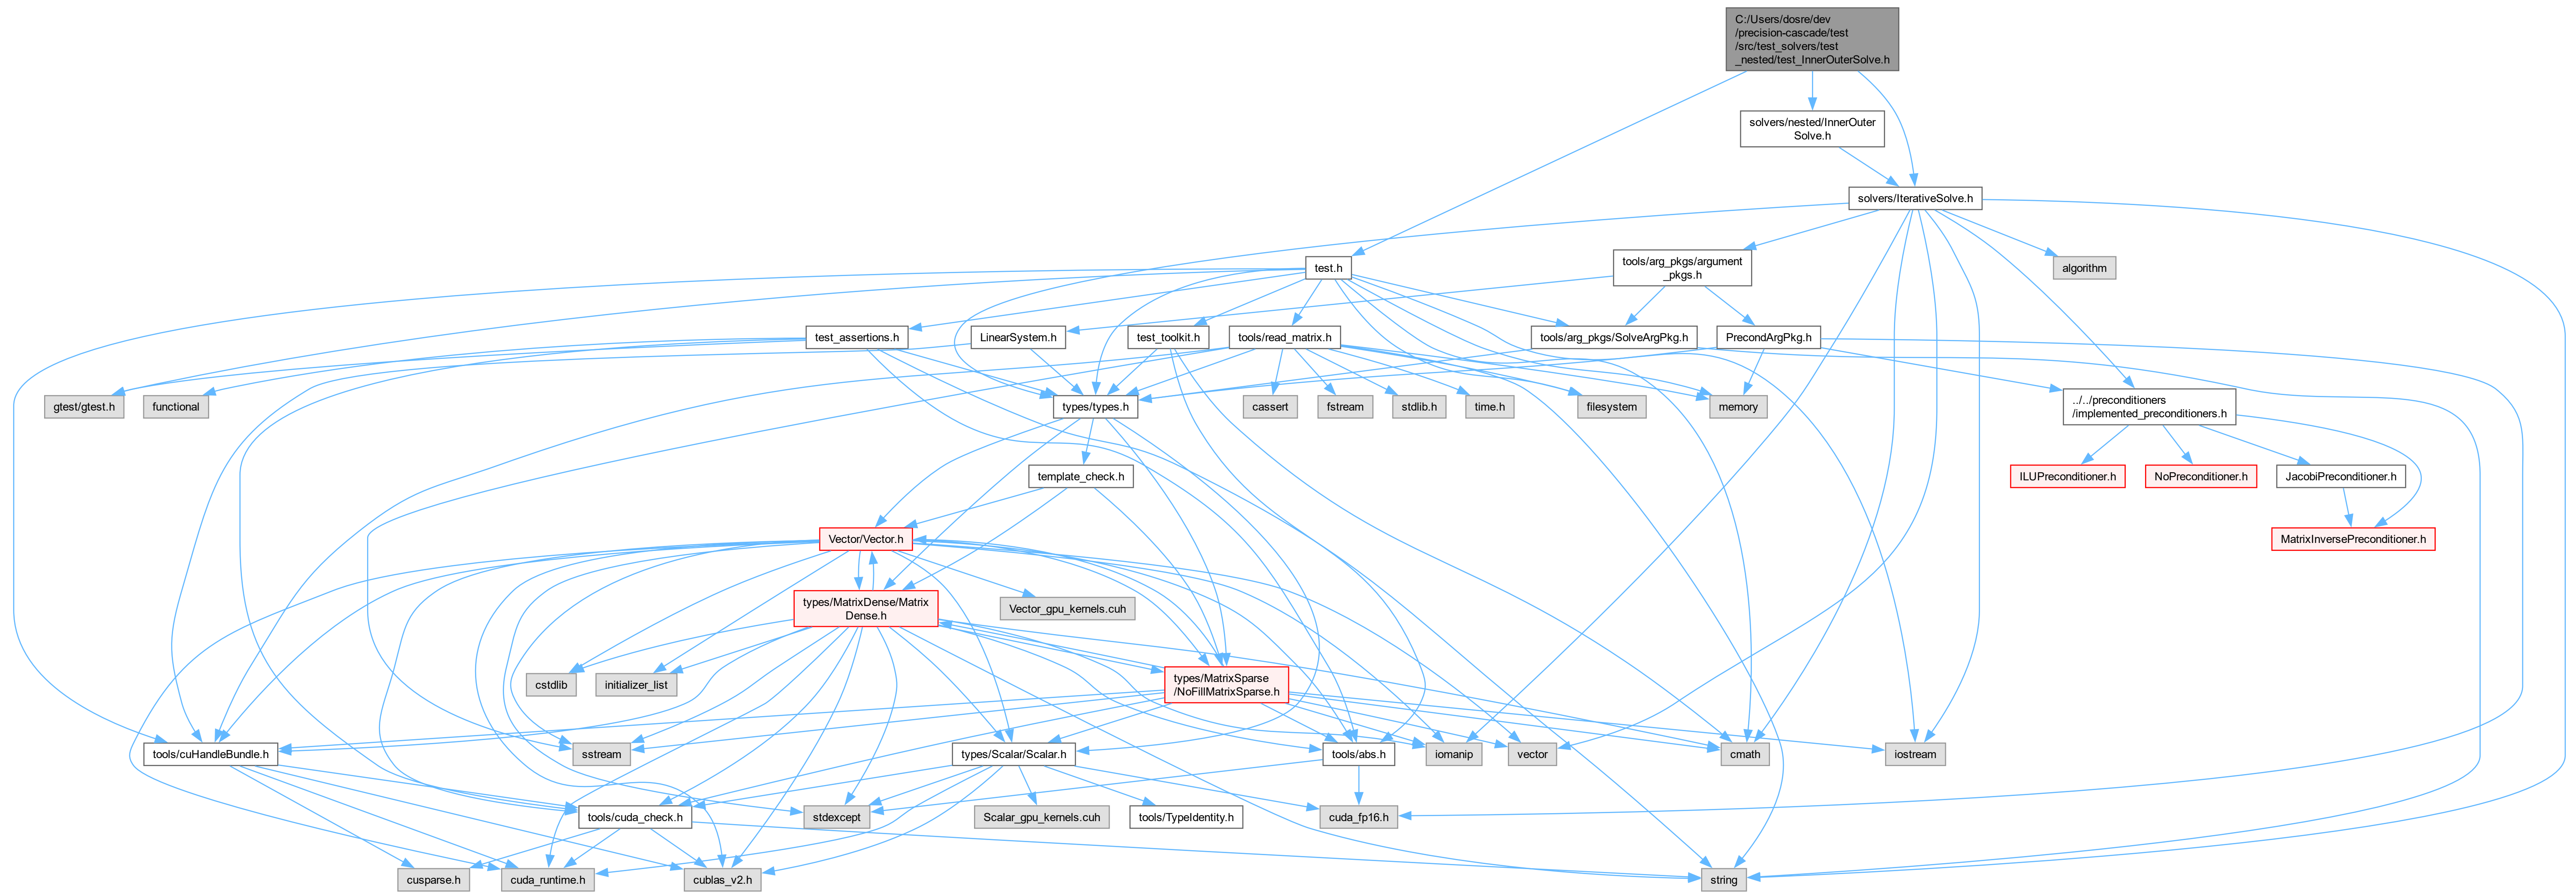 C:/Users/dosre/dev
/precision-cascade/test
/src/test_solvers/test
_nested/test_InnerOuterSolve.h
solvers/nested/InnerOuter
Solve.h
solvers/IterativeSolve.h
test.h
tools/arg_pkgs/argument
_pkgs.h
algorithm
test_assertions.h
LinearSystem.h
test_toolkit.h
tools/read_matrix.h
tools/arg_pkgs/SolveArgPkg.h
PrecondArgPkg.h
gtest/gtest.h
functional
types/types.h
cassert
fstream
stdlib.h
time.h
filesystem
memory
../../preconditioners
/implemented_preconditioners.h
template_check.h
ILUPreconditioner.h
NoPreconditioner.h
JacobiPreconditioner.h
Vector/Vector.h
MatrixInversePreconditioner.h
types/MatrixDense/Matrix
Dense.h
Vector_gpu_kernels.cuh
cstdlib
initializer_list
types/MatrixSparse
/NoFillMatrixSparse.h
tools/cuHandleBundle.h
sstream
types/Scalar/Scalar.h
tools/abs.h
iomanip
vector
cmath
iostream
tools/cuda_check.h
stdexcept
Scalar_gpu_kernels.cuh
tools/TypeIdentity.h
cuda_fp16.h
cusparse.h
cuda_runtime.h
cublas_v2.h
string